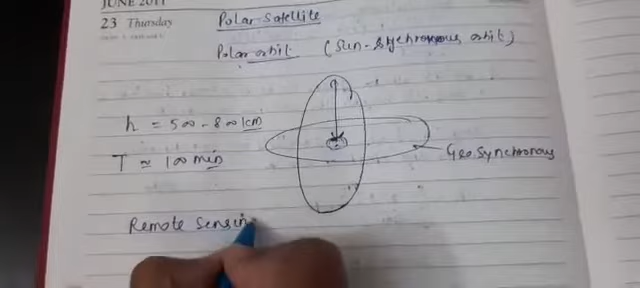 JUNE 2011
23 Thursday
Polar Satellite
Polar orbit (Sun-sychronous orbit)
h = 500 - 800 km
T ≈ 100 min
Geo Synchronous
Remote Sensin